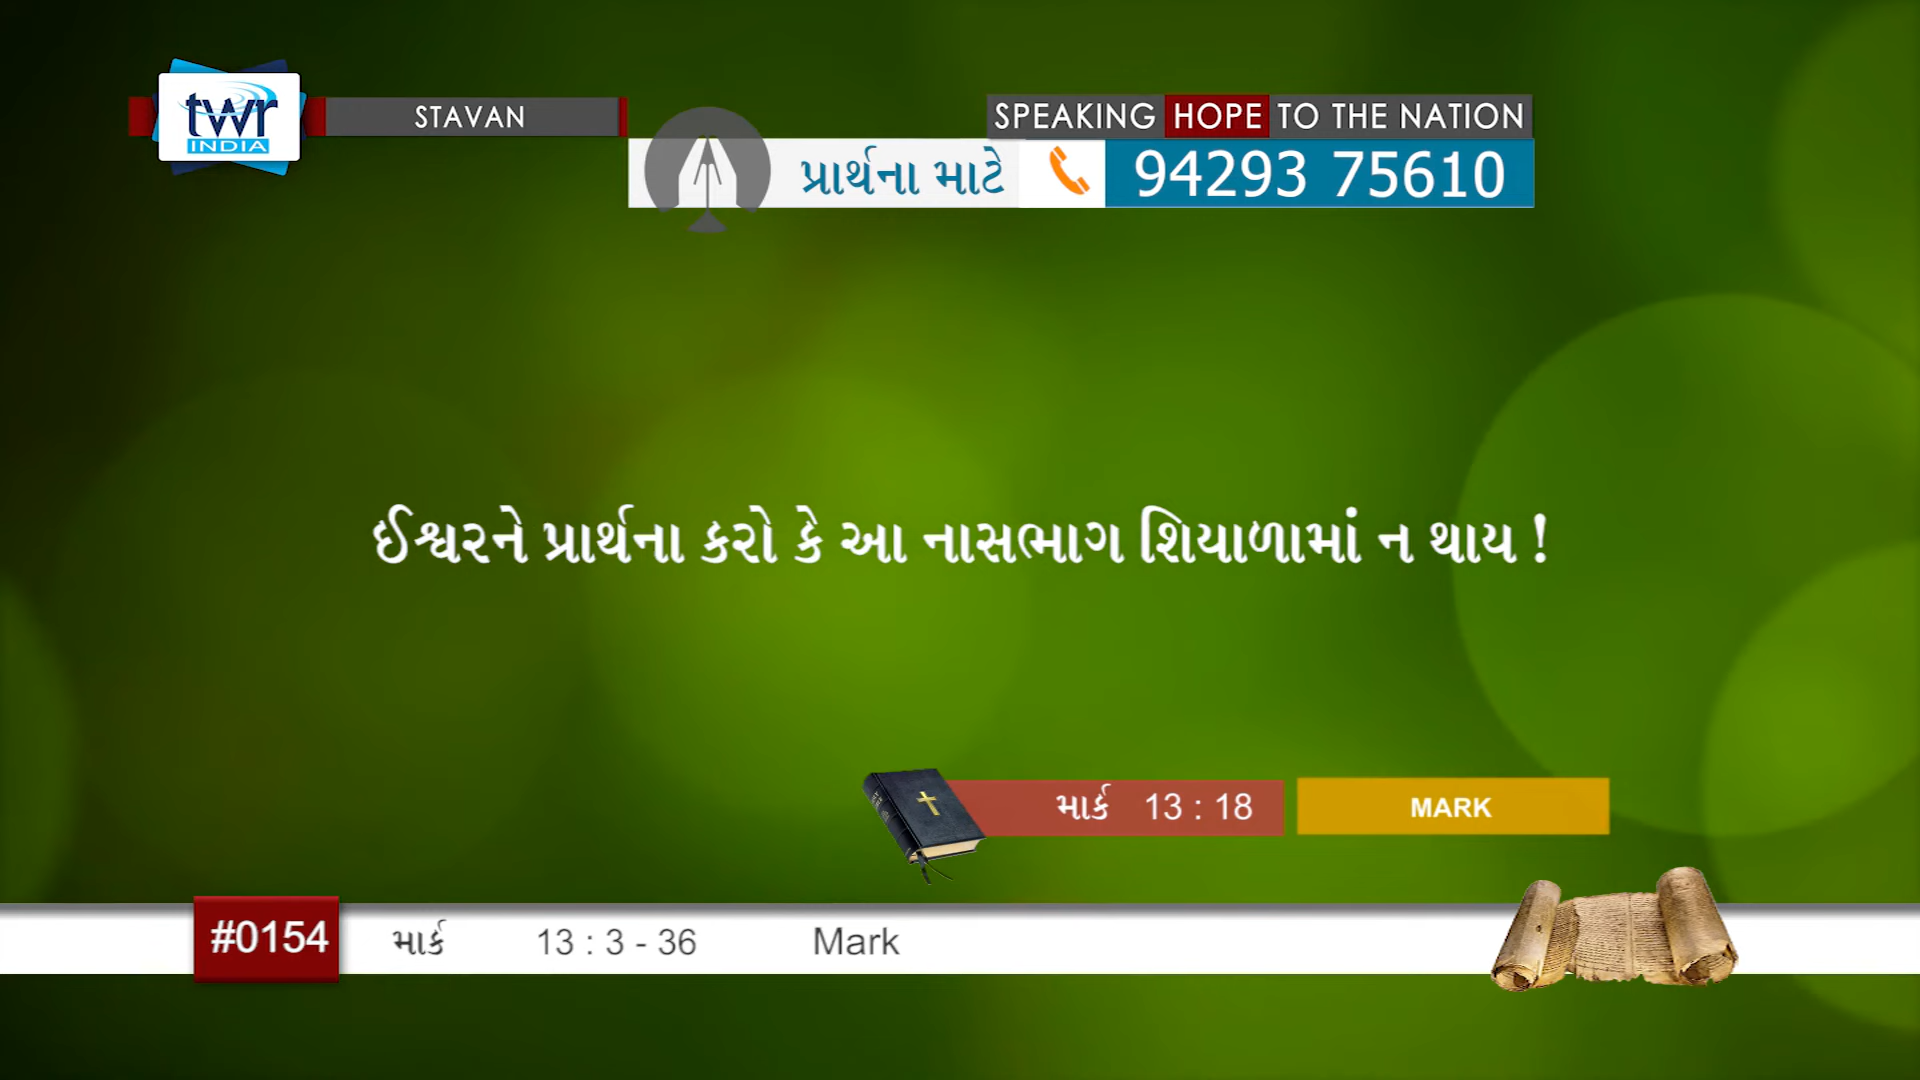 twr
INDIA
STAVAN
SPEAKING HOPE TO THE NATION
પ્રાર્થના માટે 94293 75610
ઈશ્વરને પ્રાર્થના કરો કે આ નાસભાગ શિયાળામાં ન થાય !
માર્ક 13 : 18 MARK
#0154 માર્ક 13 : 3 - 36 Mark